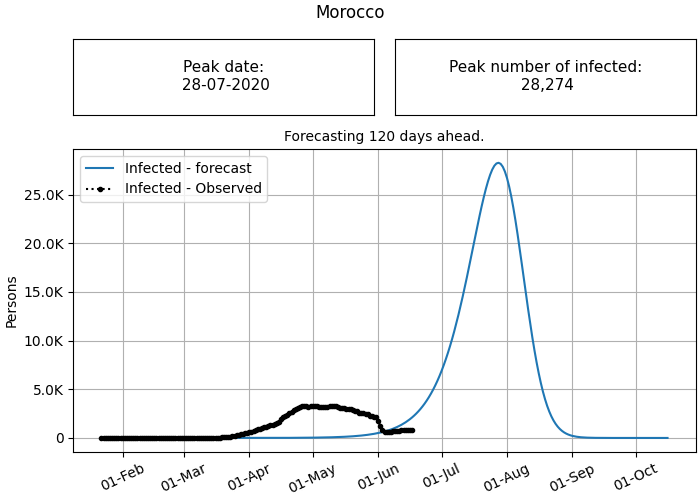 Morocco
Peak date:
28-07-2020
Peak number of infected:
28,274
Forecasting 120 days ahead.
Infected - forecast
Infected - Observed
25.0K
20.0K
15.0K
10.0K
5.0K
0
Persons
01-Feb
01-Mar
01-Apr
01-May
01-Jun
01-Jul
01-Aug
01-Sep
01-Oct